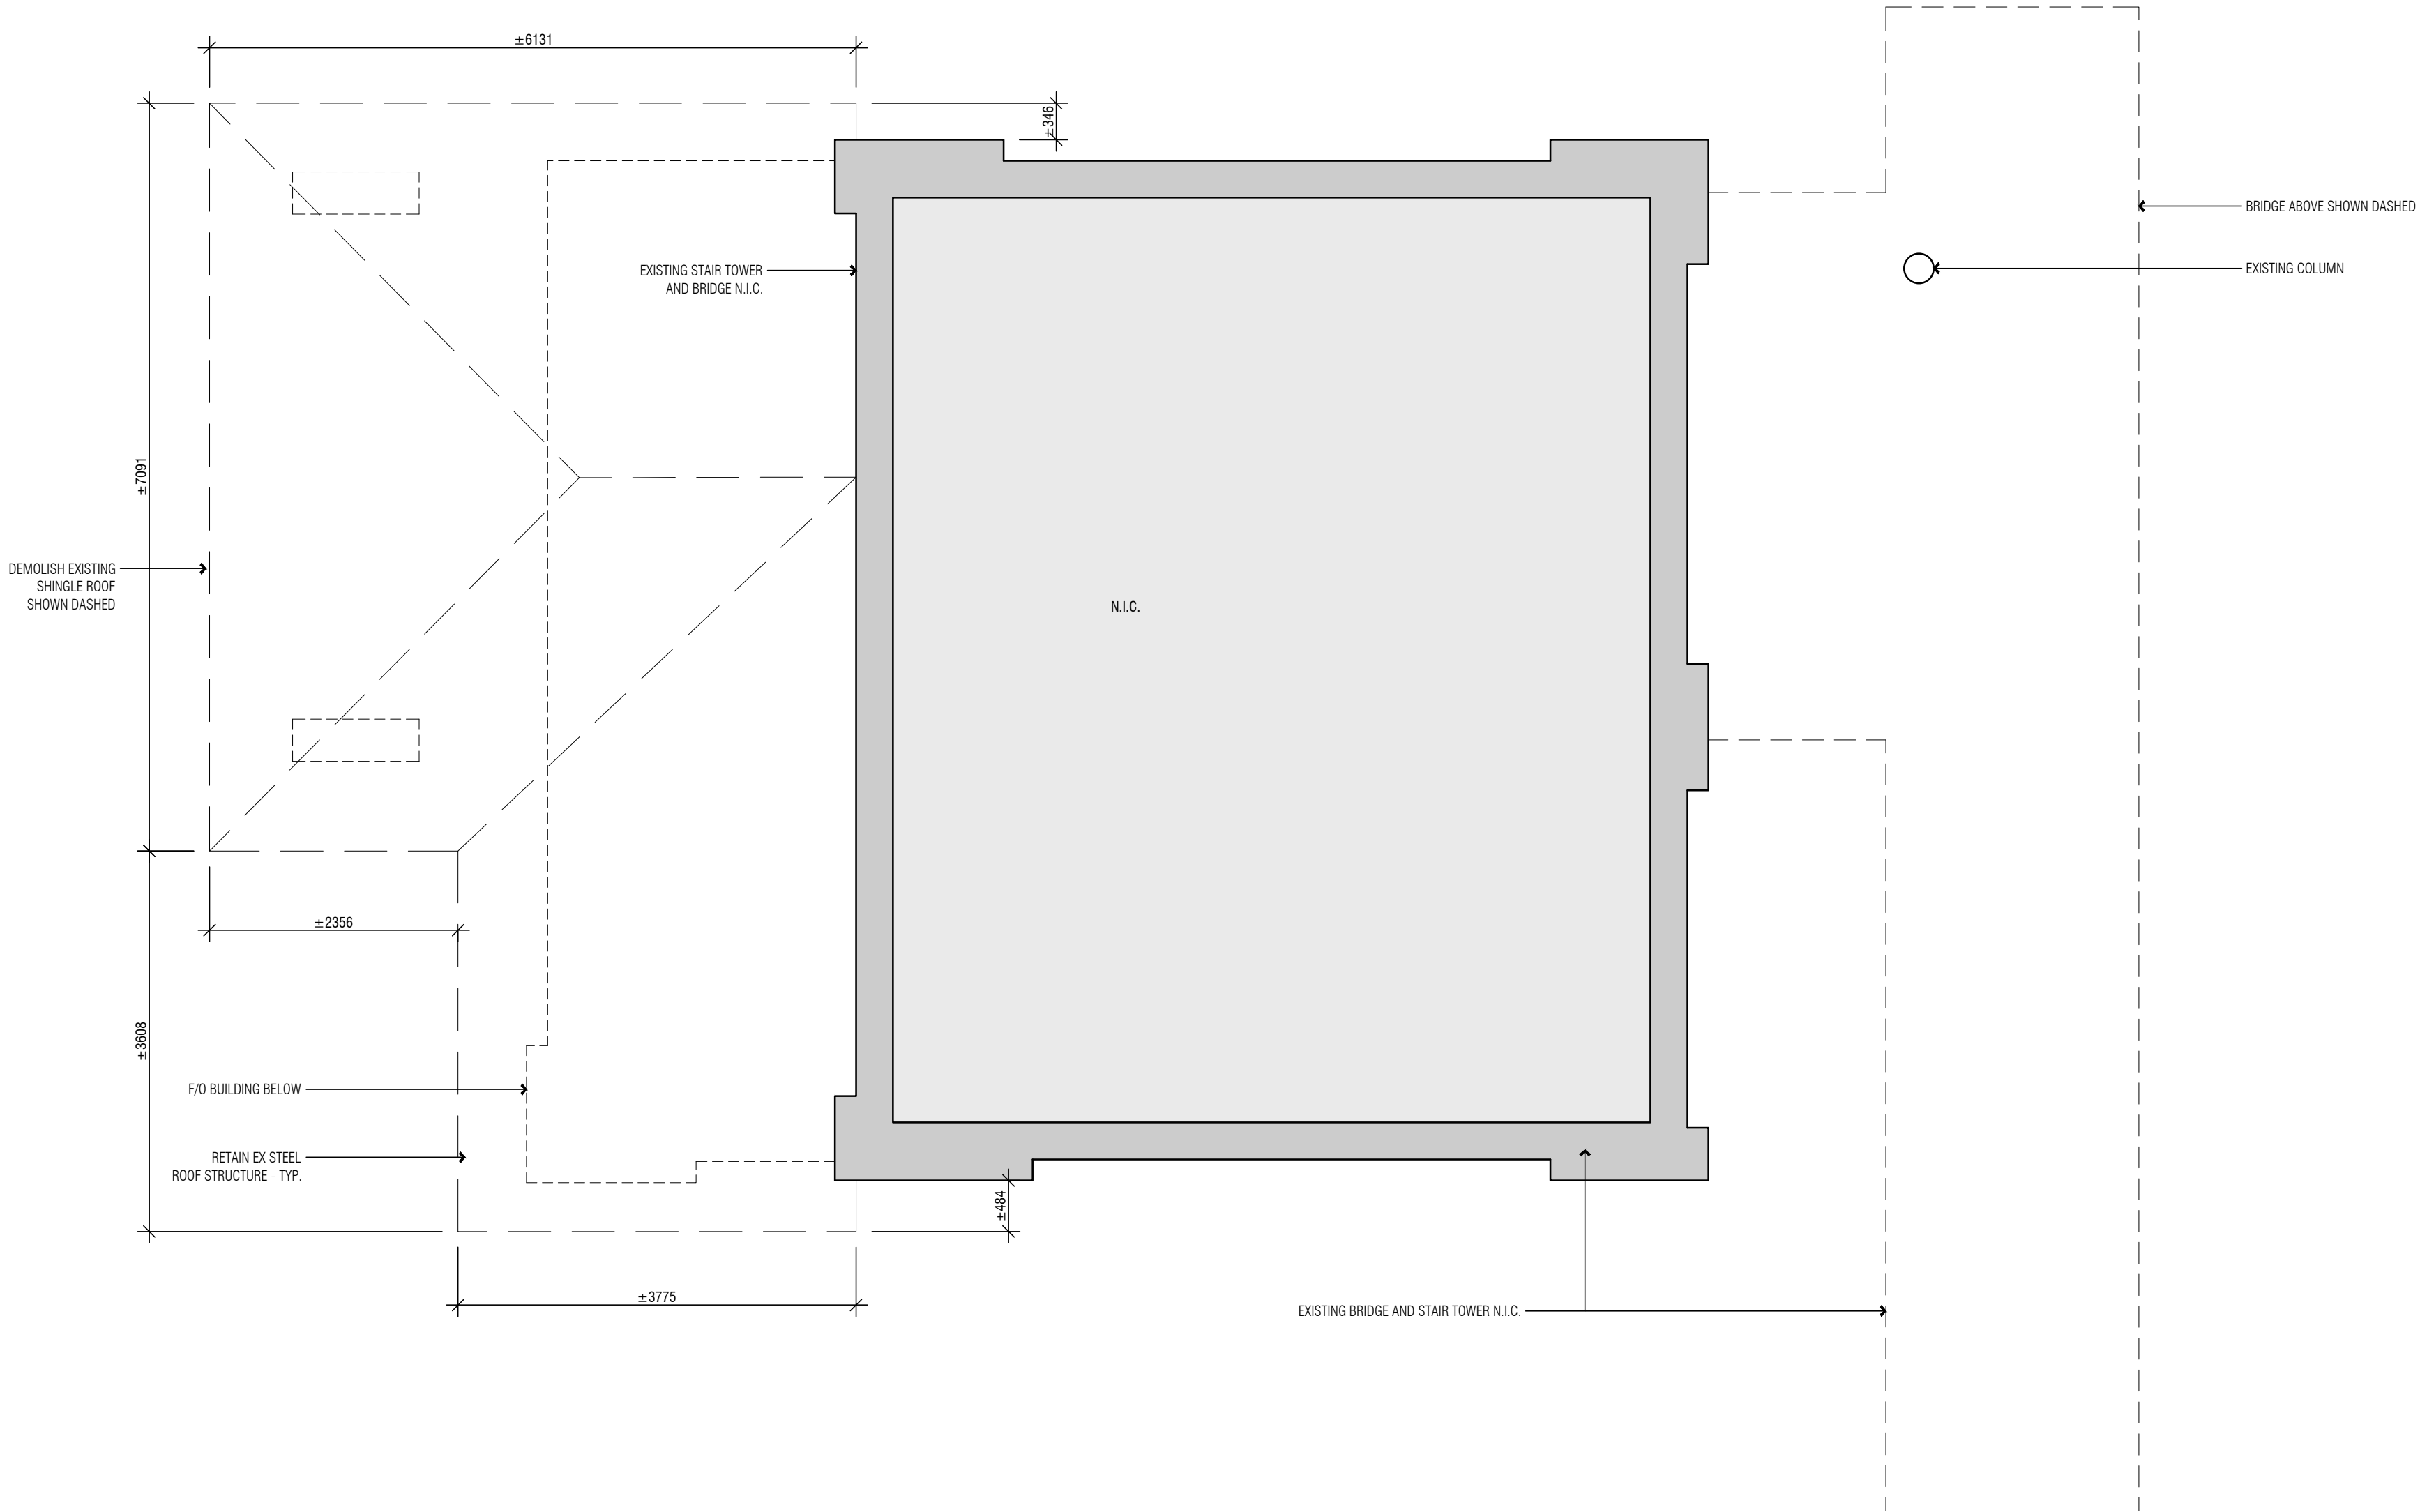 ±6131
±346
BRIDGE ABOVE SHOWN DASHED
EXISTING STAIR TOWER
AND BRIDGE N.I.C.
EXISTING COLUMN
±7091
DEMOLISH EXISTING
SHINGLE ROOF
SHOWN DASHED
N.I.C.
±2356
±3608
F/O BUILDING BELOW
RETAIN EX STEEL
ROOF STRUCTURE - TYP.
±484
±3775
EXISTING BRIDGE AND STAIR TOWER N.I.C.